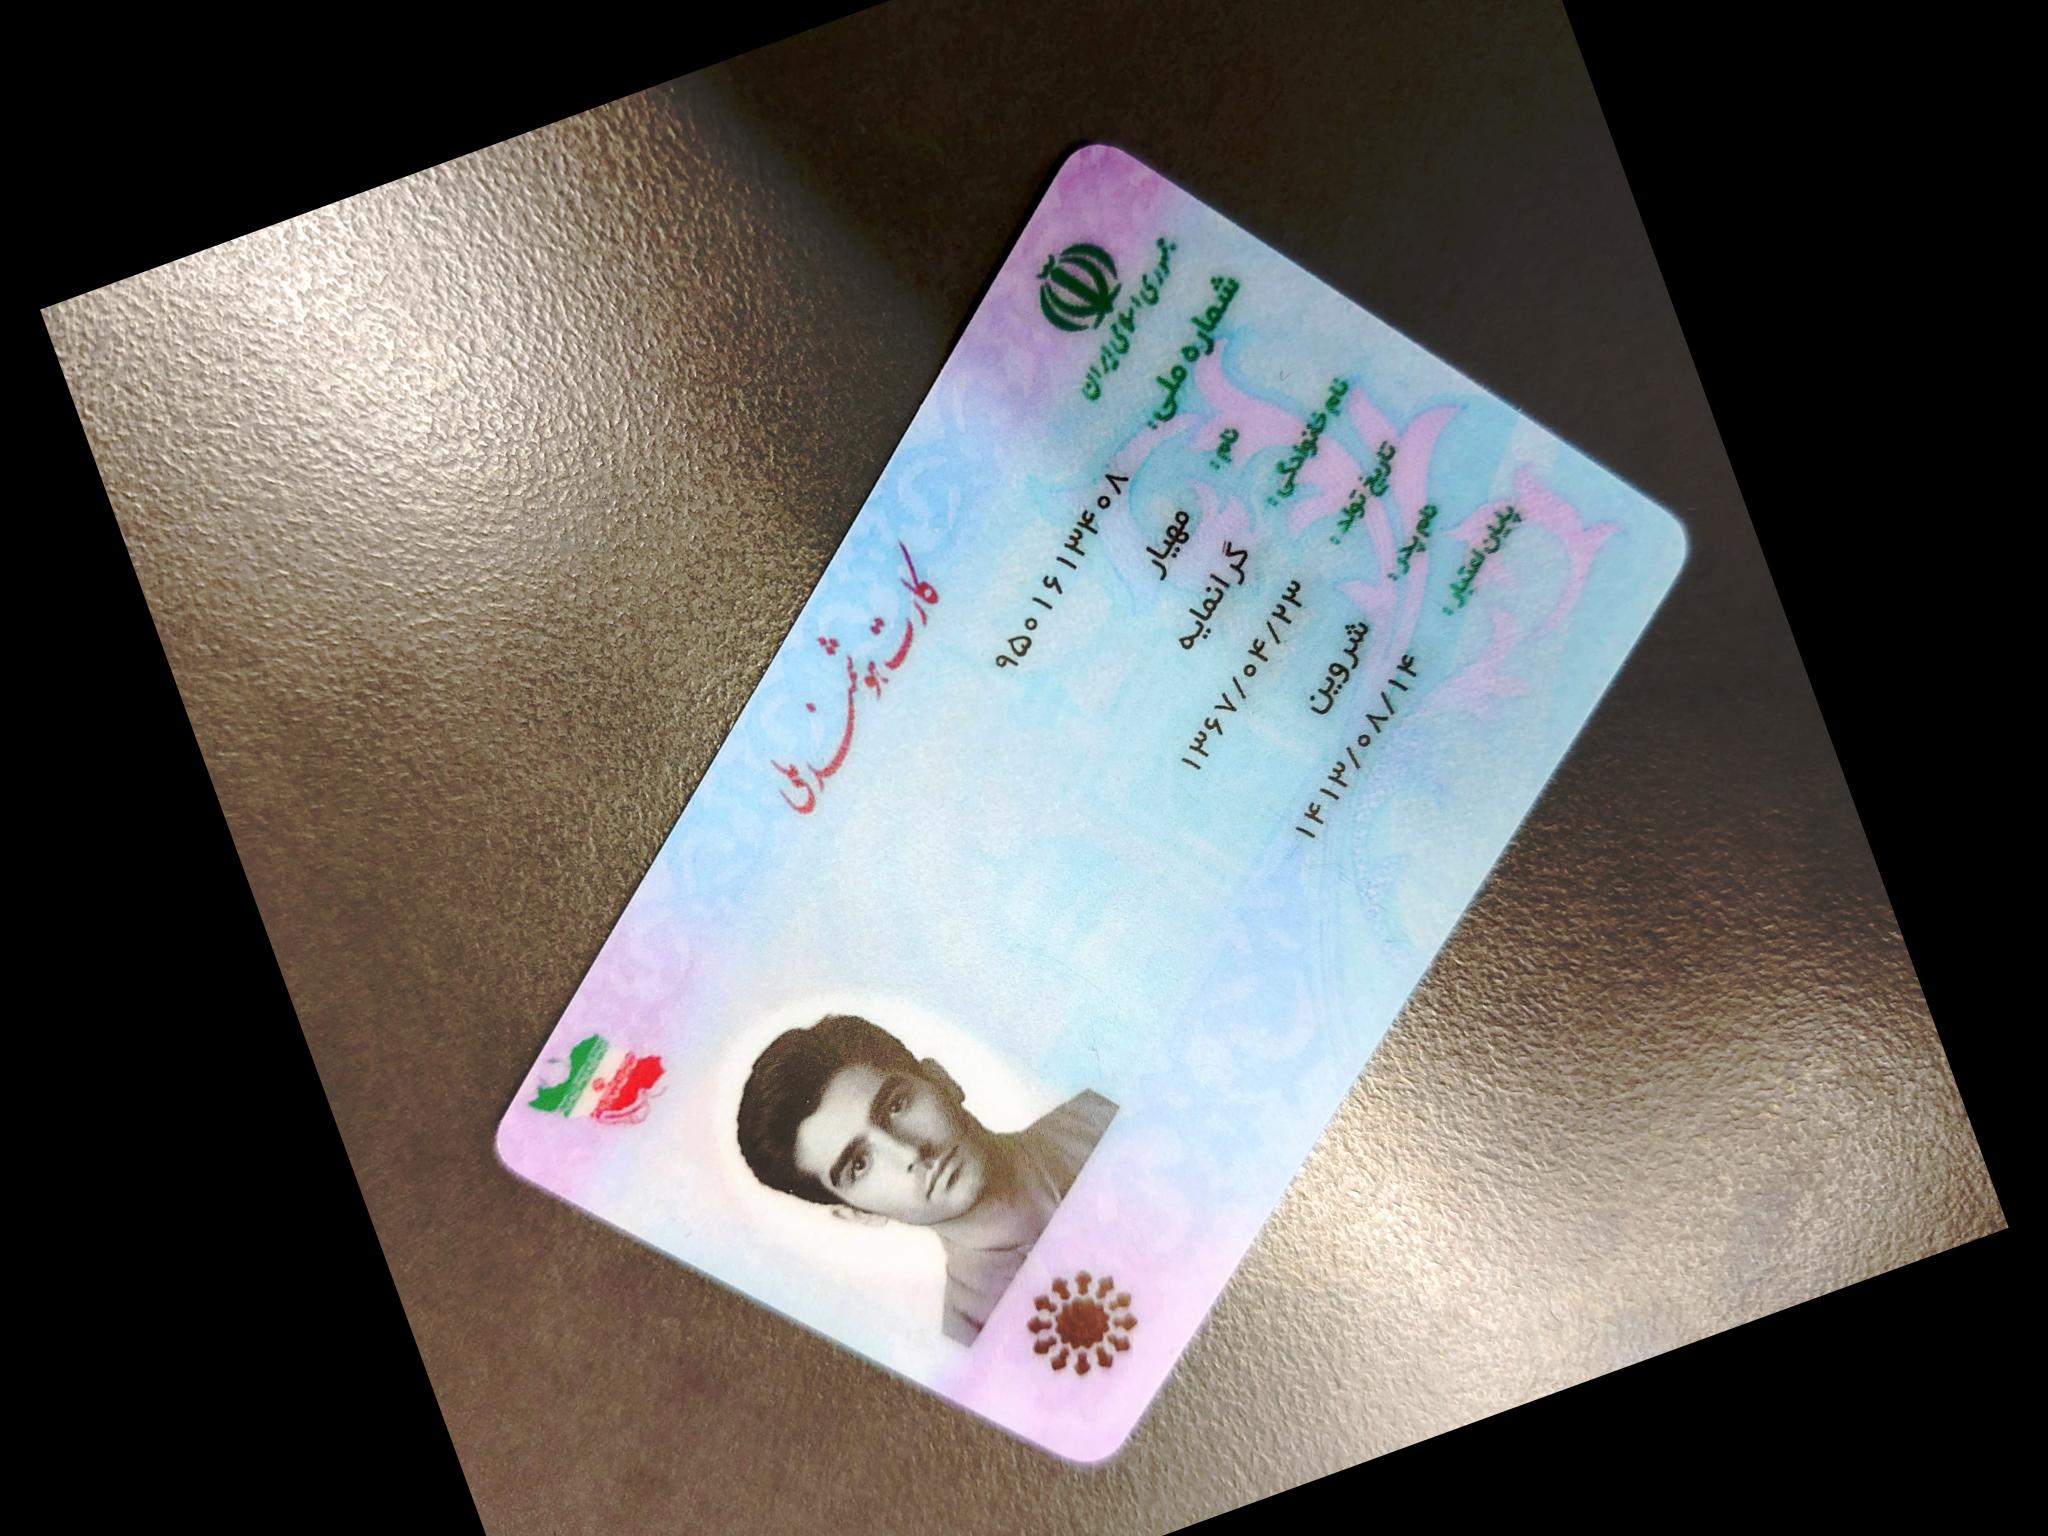 جمهوری اسلامی ایران
کارت هوشمند ملی
شماره ملی: ۹۵۰۱۶۱۳۴۰۸
نام: مهیار
نام خانوادگی: گرانمایه
تاریخ تولد: ۱۳۶۷/۰۴/۲۳
نام پدر: شروین
پایان اعتبار: ۱۴۱۳/۰۸/۱۴